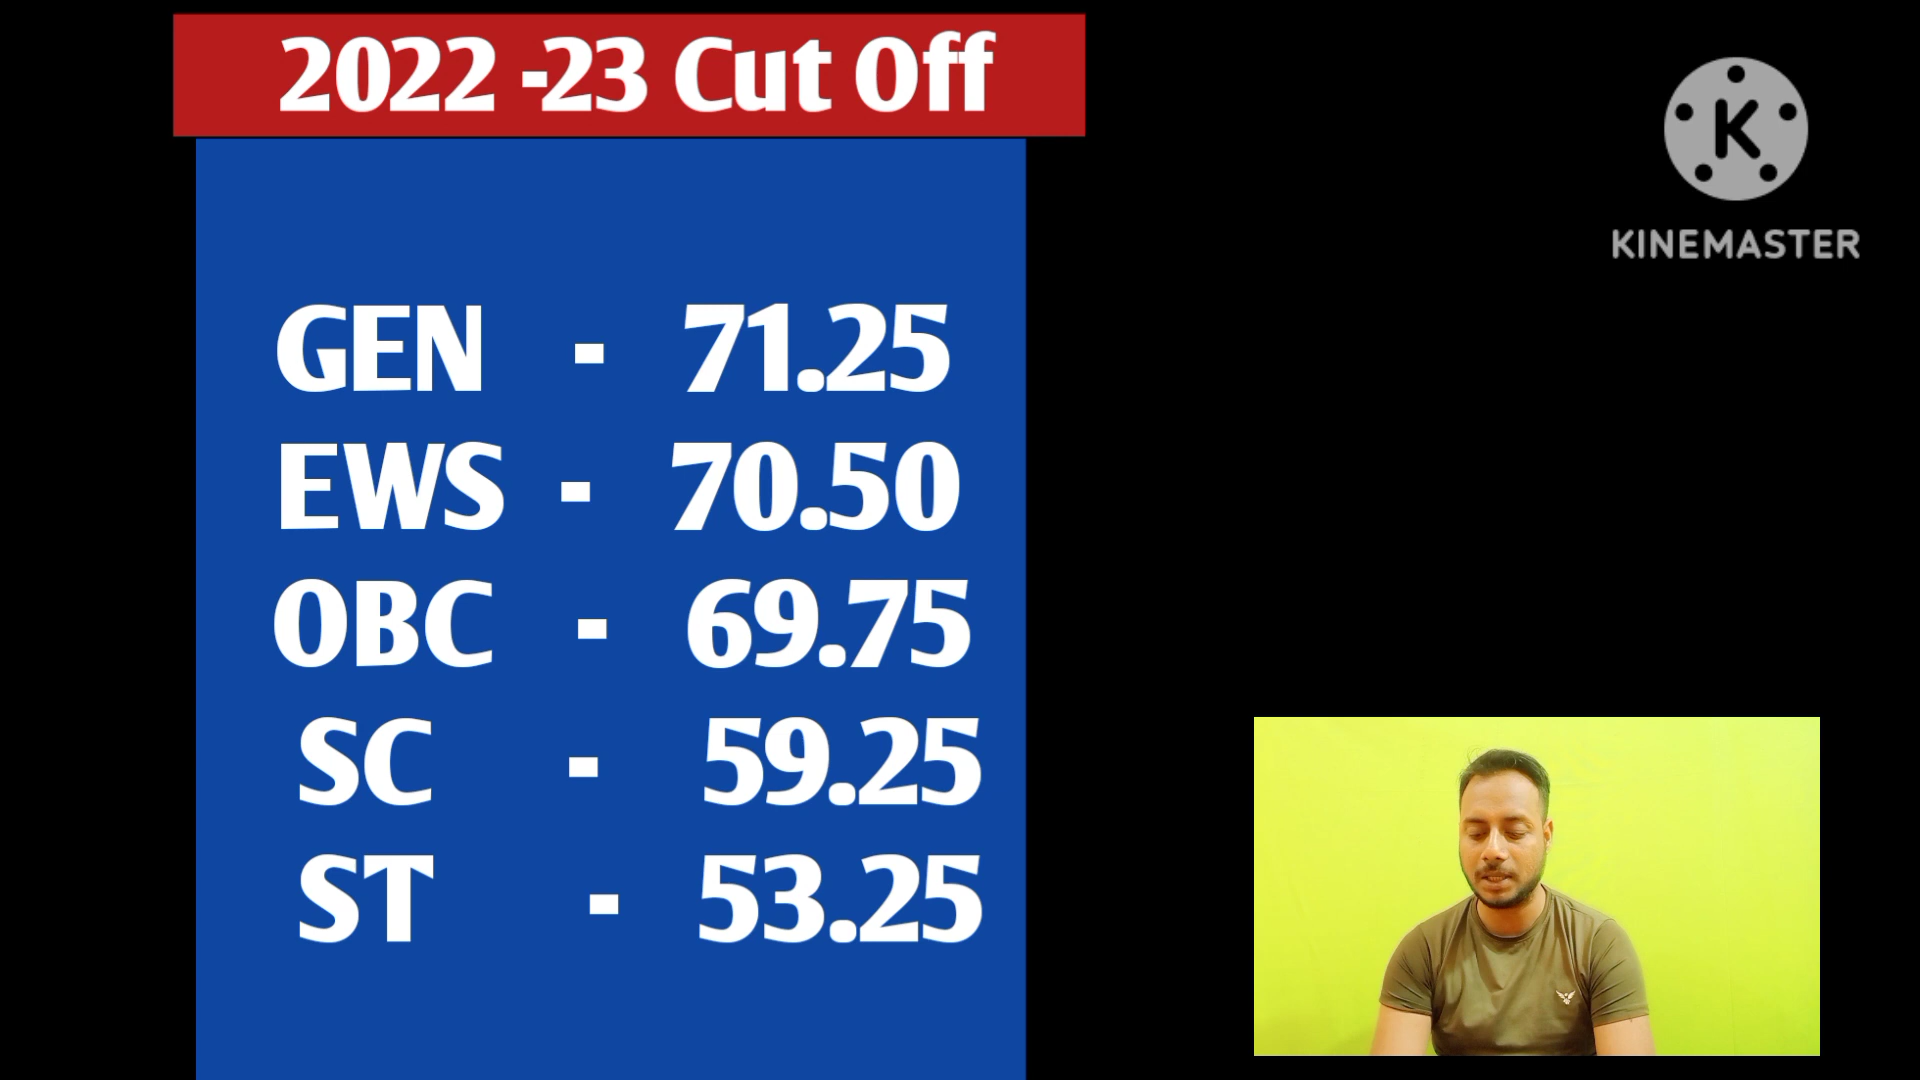 2022 -23 Cut Off
KINEMASTER
GEN - 71.25
EWS - 70.50
OBC - 69.75
SC - 59.25
ST - 53.25